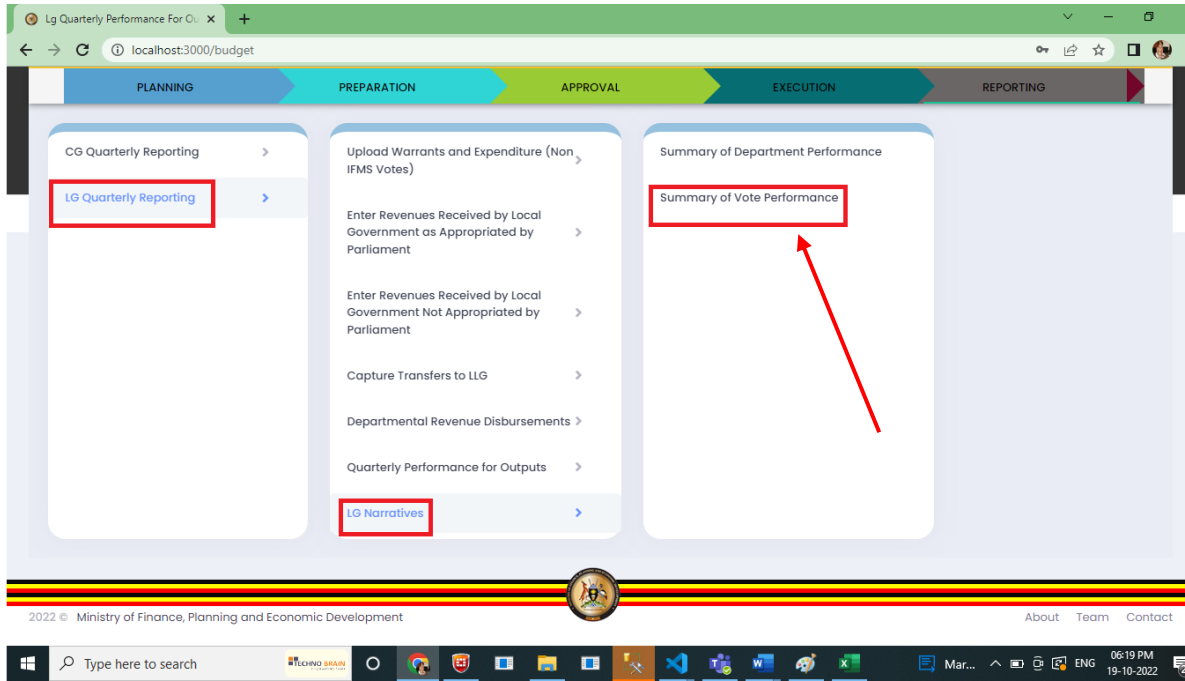 Lg Quarterly Performance For Ou
localhost:3000/budget
PLANNING
PREPARATION
APPROVAL
EXECUTION
REPORTING
CG Quarterly Reporting
LG Quarterly Reporting
Upload Warrants and Expenditure (Non
IFMS Votes)
Enter Revenues Received by Local
Government as Appropriated by
Parliament
Enter Revenues Received by Local
Government Not Appropriated by
Parliament
Capture Transfers to LLG
Departmental Revenue Disbursements
Quarterly Performance for Outputs
LG Narratives
Summary of Department Performance
Summary of Vote Performance
2022 © Ministry of Finance, Planning and Economic Development
About Team Contact
Type here to search
TECHNO BRAIN
Mar...
ENG
06:19 PM
19-10-2022